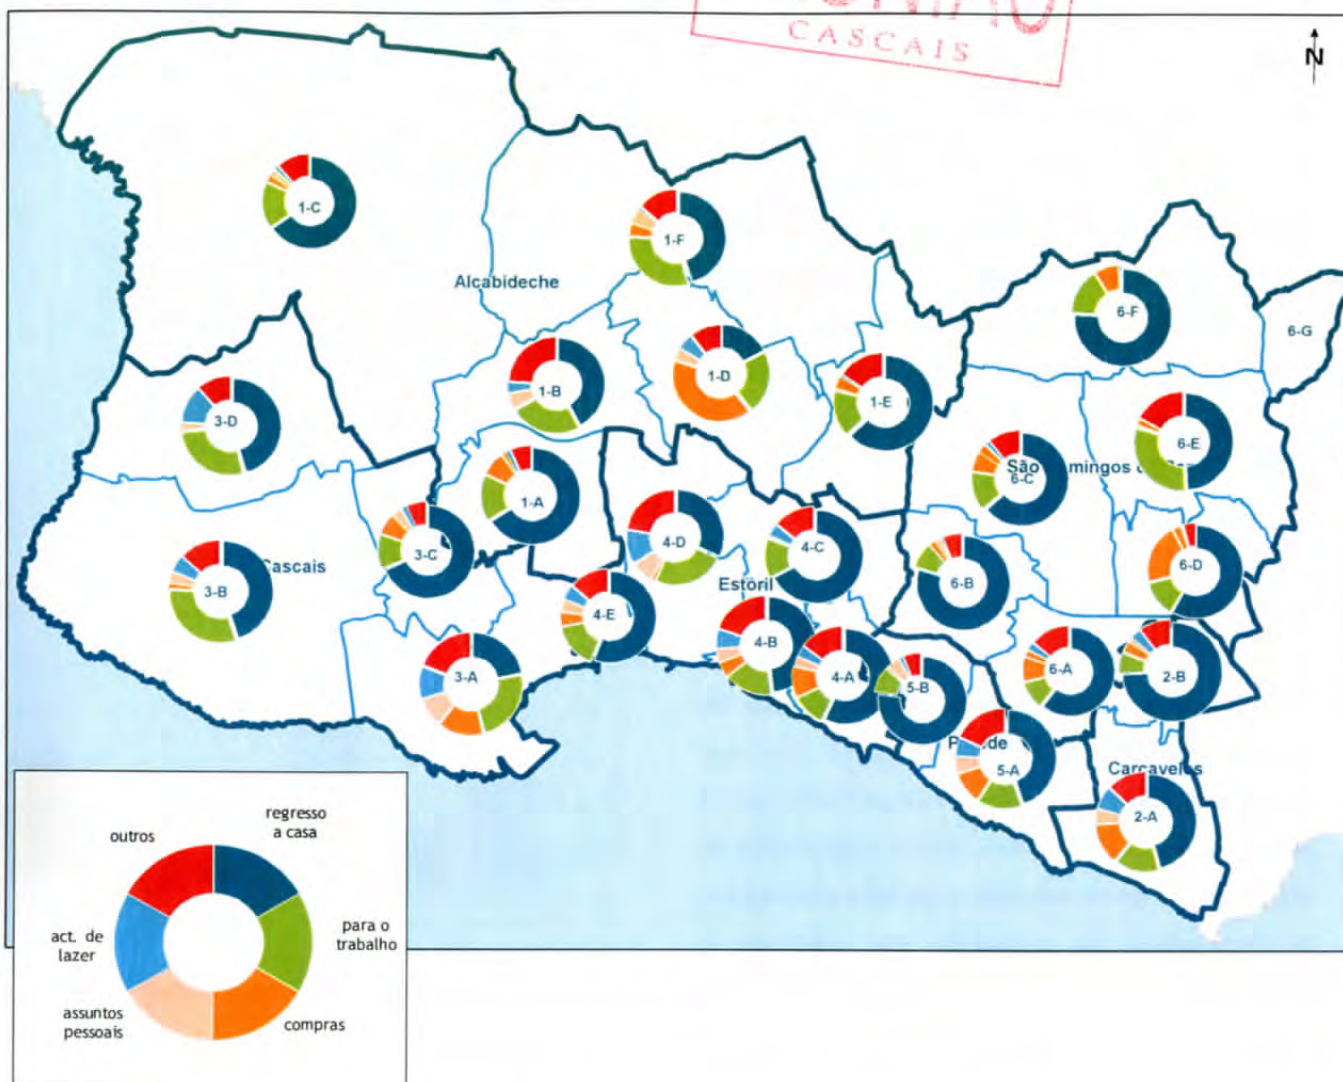 CASCAIS
N
1-C
1-F
Alcabideche
6-F
6-G
1-B
1-D
1-E
3-D
6-E
São
6-C
1-A
4-D
4-C
6-D
3-C
Cascais
3-B
4-E
Estoril
6-B
4-B
3-A
4-A
5-B
6-A
2-B
5-A
Carcavelos
2-A
regresso
a casa
outros
para o
trabalho
act. de
lazer
assuntos
pessoais
compras